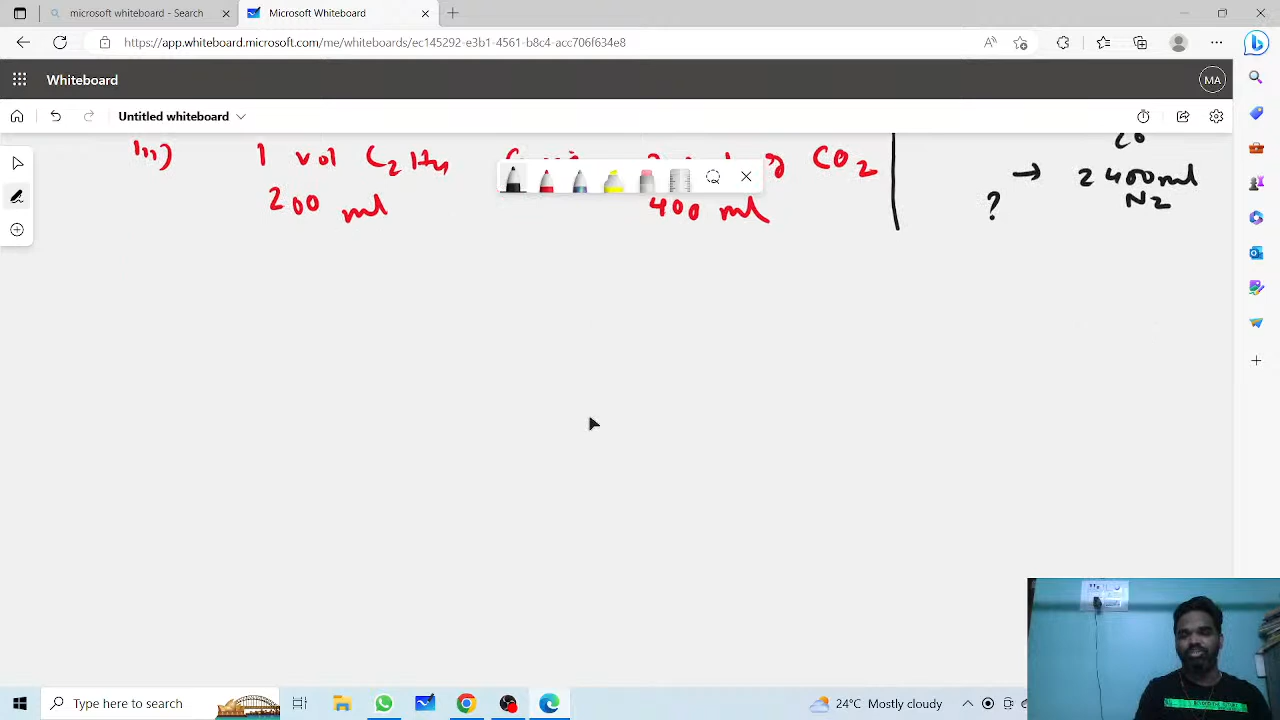 microsoft whiteboard - Search
Microsoft Whiteboard
https://app.whiteboard.microsoft.com/me/whiteboards/ec145292-e3b1-4561-b8c4-acc706f634e8
Whiteboard
MA
Untitled whiteboard
iii) 1 vol C2H4 CO2
200 ml 400 ml
CO
? → 2400ml
N2
Type here to search
24°C Mostly cloudy